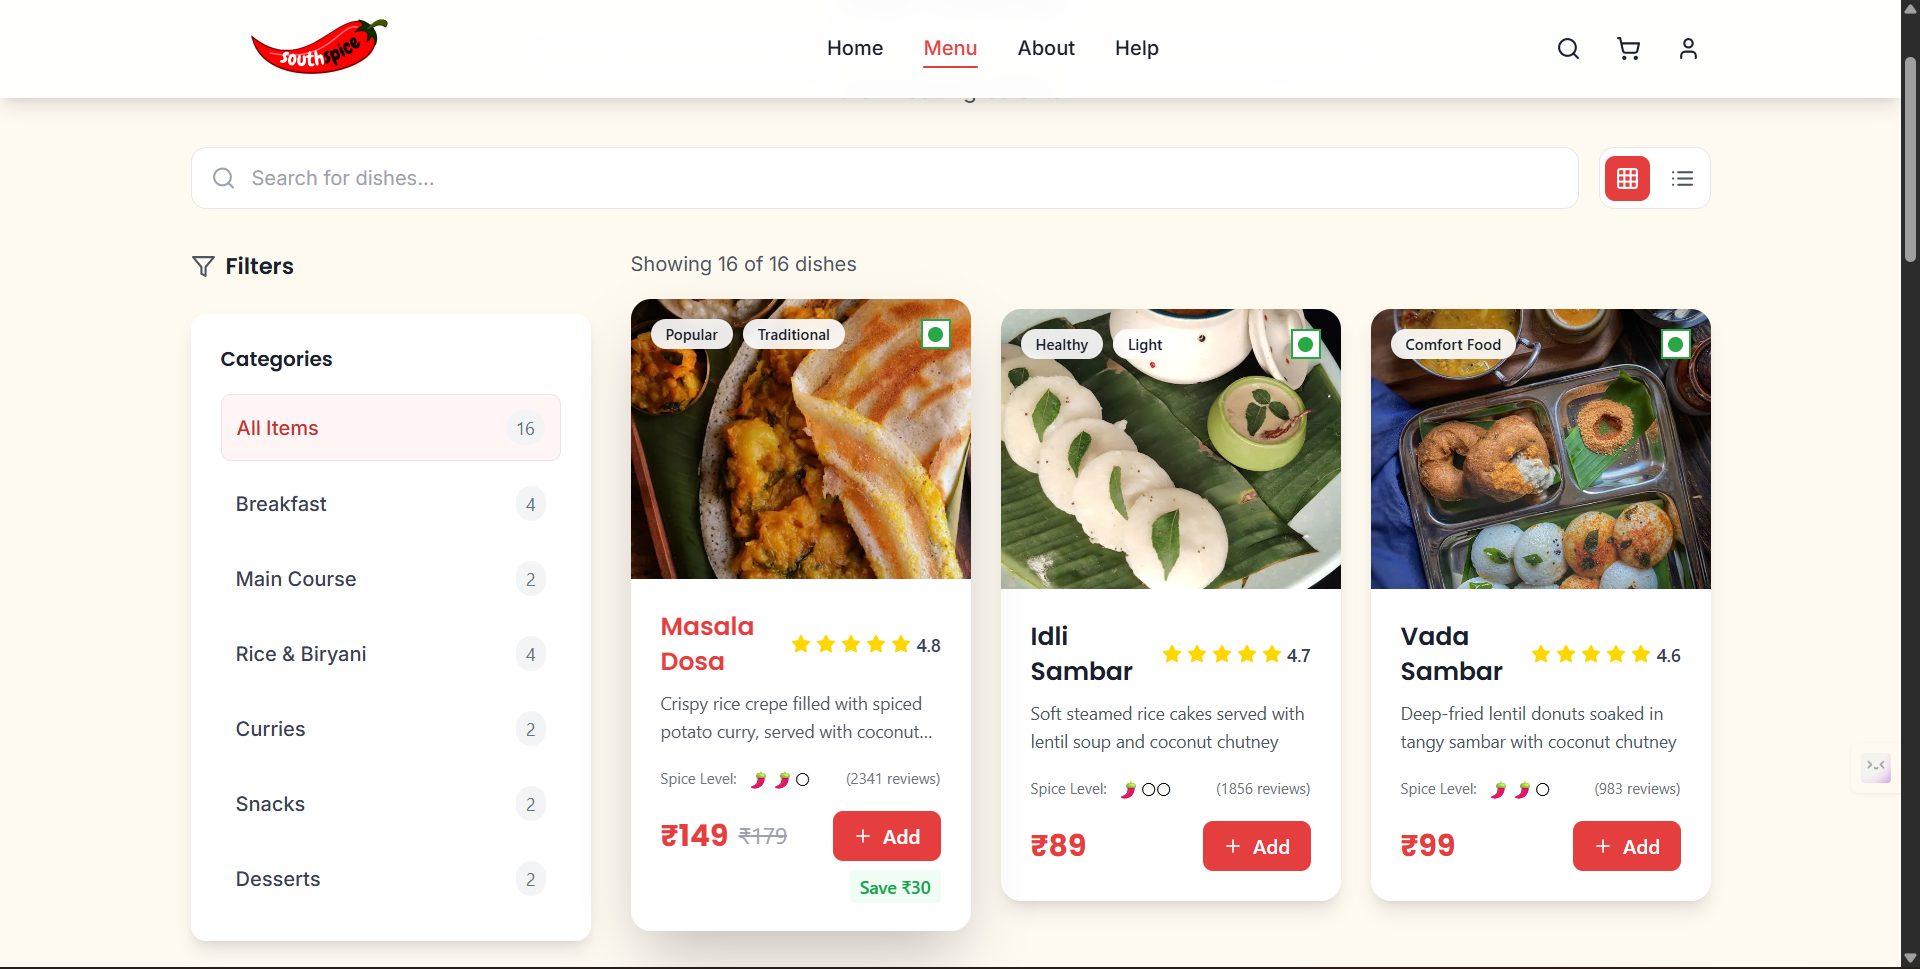 Southspice
Home
Menu
About
Help
Search for dishes...
Filters
Showing 16 of 16 dishes
Categories
All Items
16
Breakfast
4
Main Course
2
Rice & Biryani
4
Curries
2
Snacks
2
Desserts
2
Popular
Traditional
Masala
Dosa
4.8
Crispy rice crepe filled with spiced
potato curry, served with coconut...
Spice Level:
(2341 reviews)
₹149 ₹179
+ Add
Save ₹30
Healthy
Light
Idli
Sambar
4.7
Soft steamed rice cakes served with
lentil soup and coconut chutney
Spice Level:
(1856 reviews)
₹89
+ Add
Comfort Food
Vada
Sambar
4.6
Deep-fried lentil donuts soaked in
tangy sambar with coconut chutney
Spice Level:
(983 reviews)
₹99
+ Add